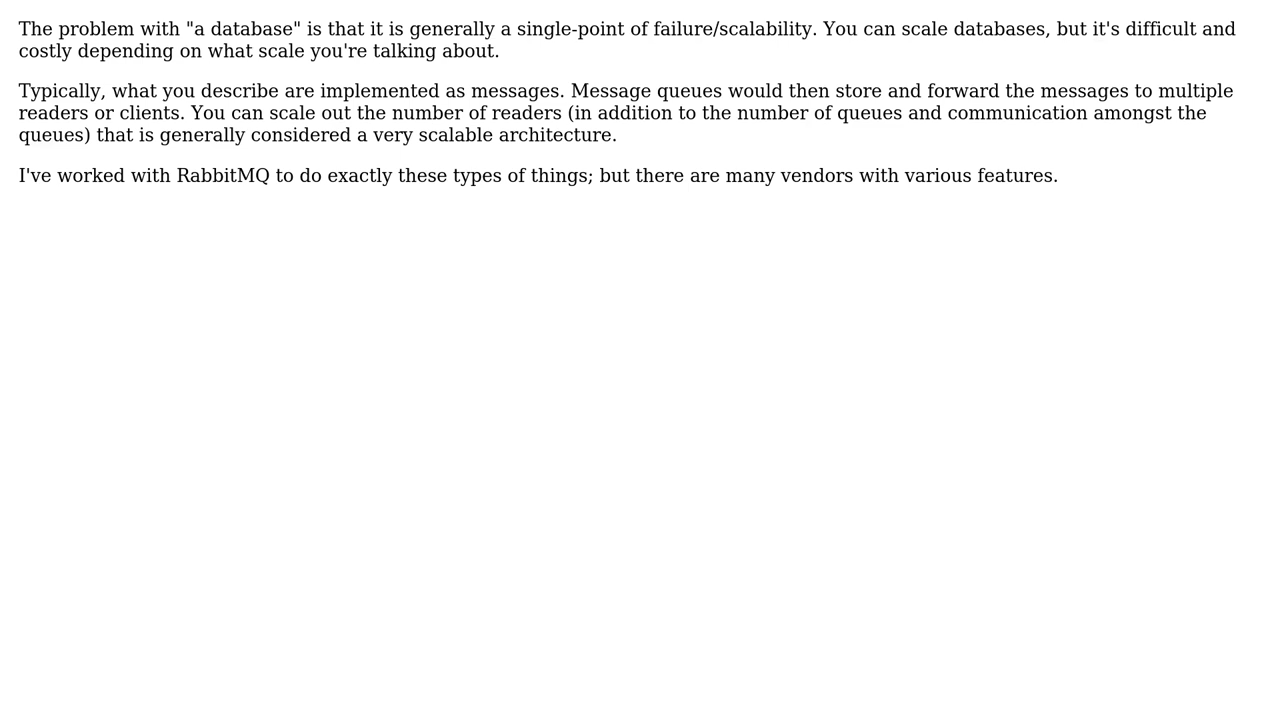 The problem with "a database" is that it is generally a single-point of failure/scalability. You can scale databases, but it's difficult and
costly depending on what scale you're talking about.
Typically, what you describe are implemented as messages. Message queues would then store and forward the messages to multiple
readers or clients. You can scale out the number of readers (in addition to the number of queues and communication amongst the
queues) that is generally considered a very scalable architecture.
I've worked with RabbitMQ to do exactly these types of things; but there are many vendors with various features.